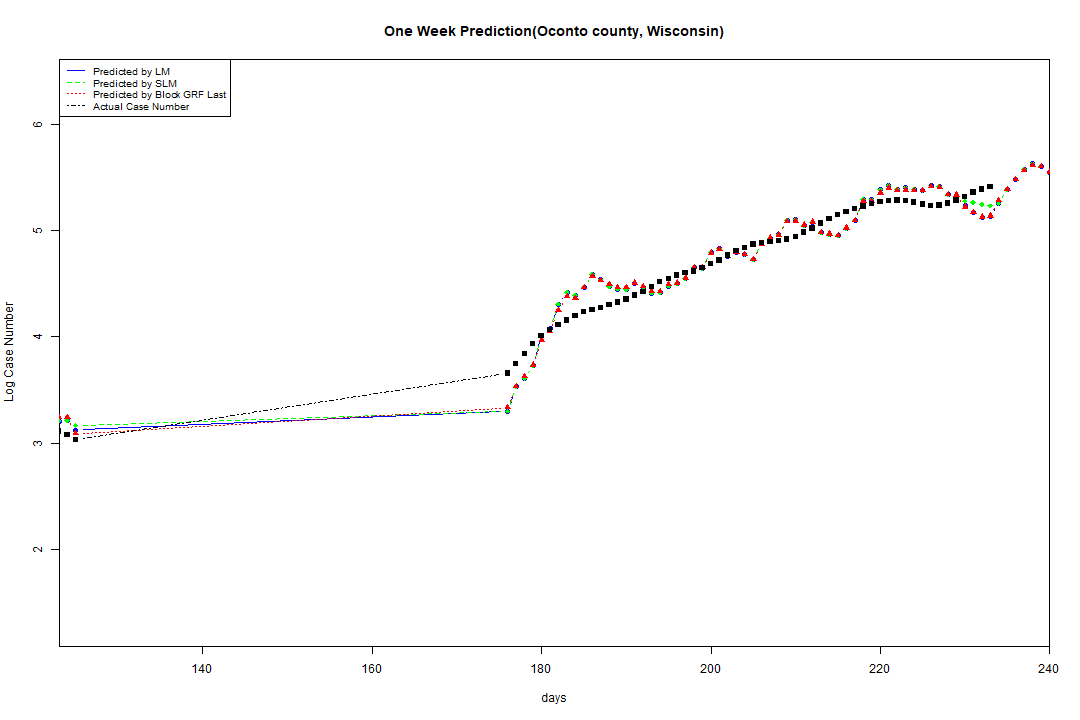 One Week Prediction(Oconto county, Wisconsin)
Predicted by LM
Predicted by SLM
Predicted by Block GRF Last
Actual Case Number
6
5
4
3
2
Log Case Number
140 160 180 200 220 240
days